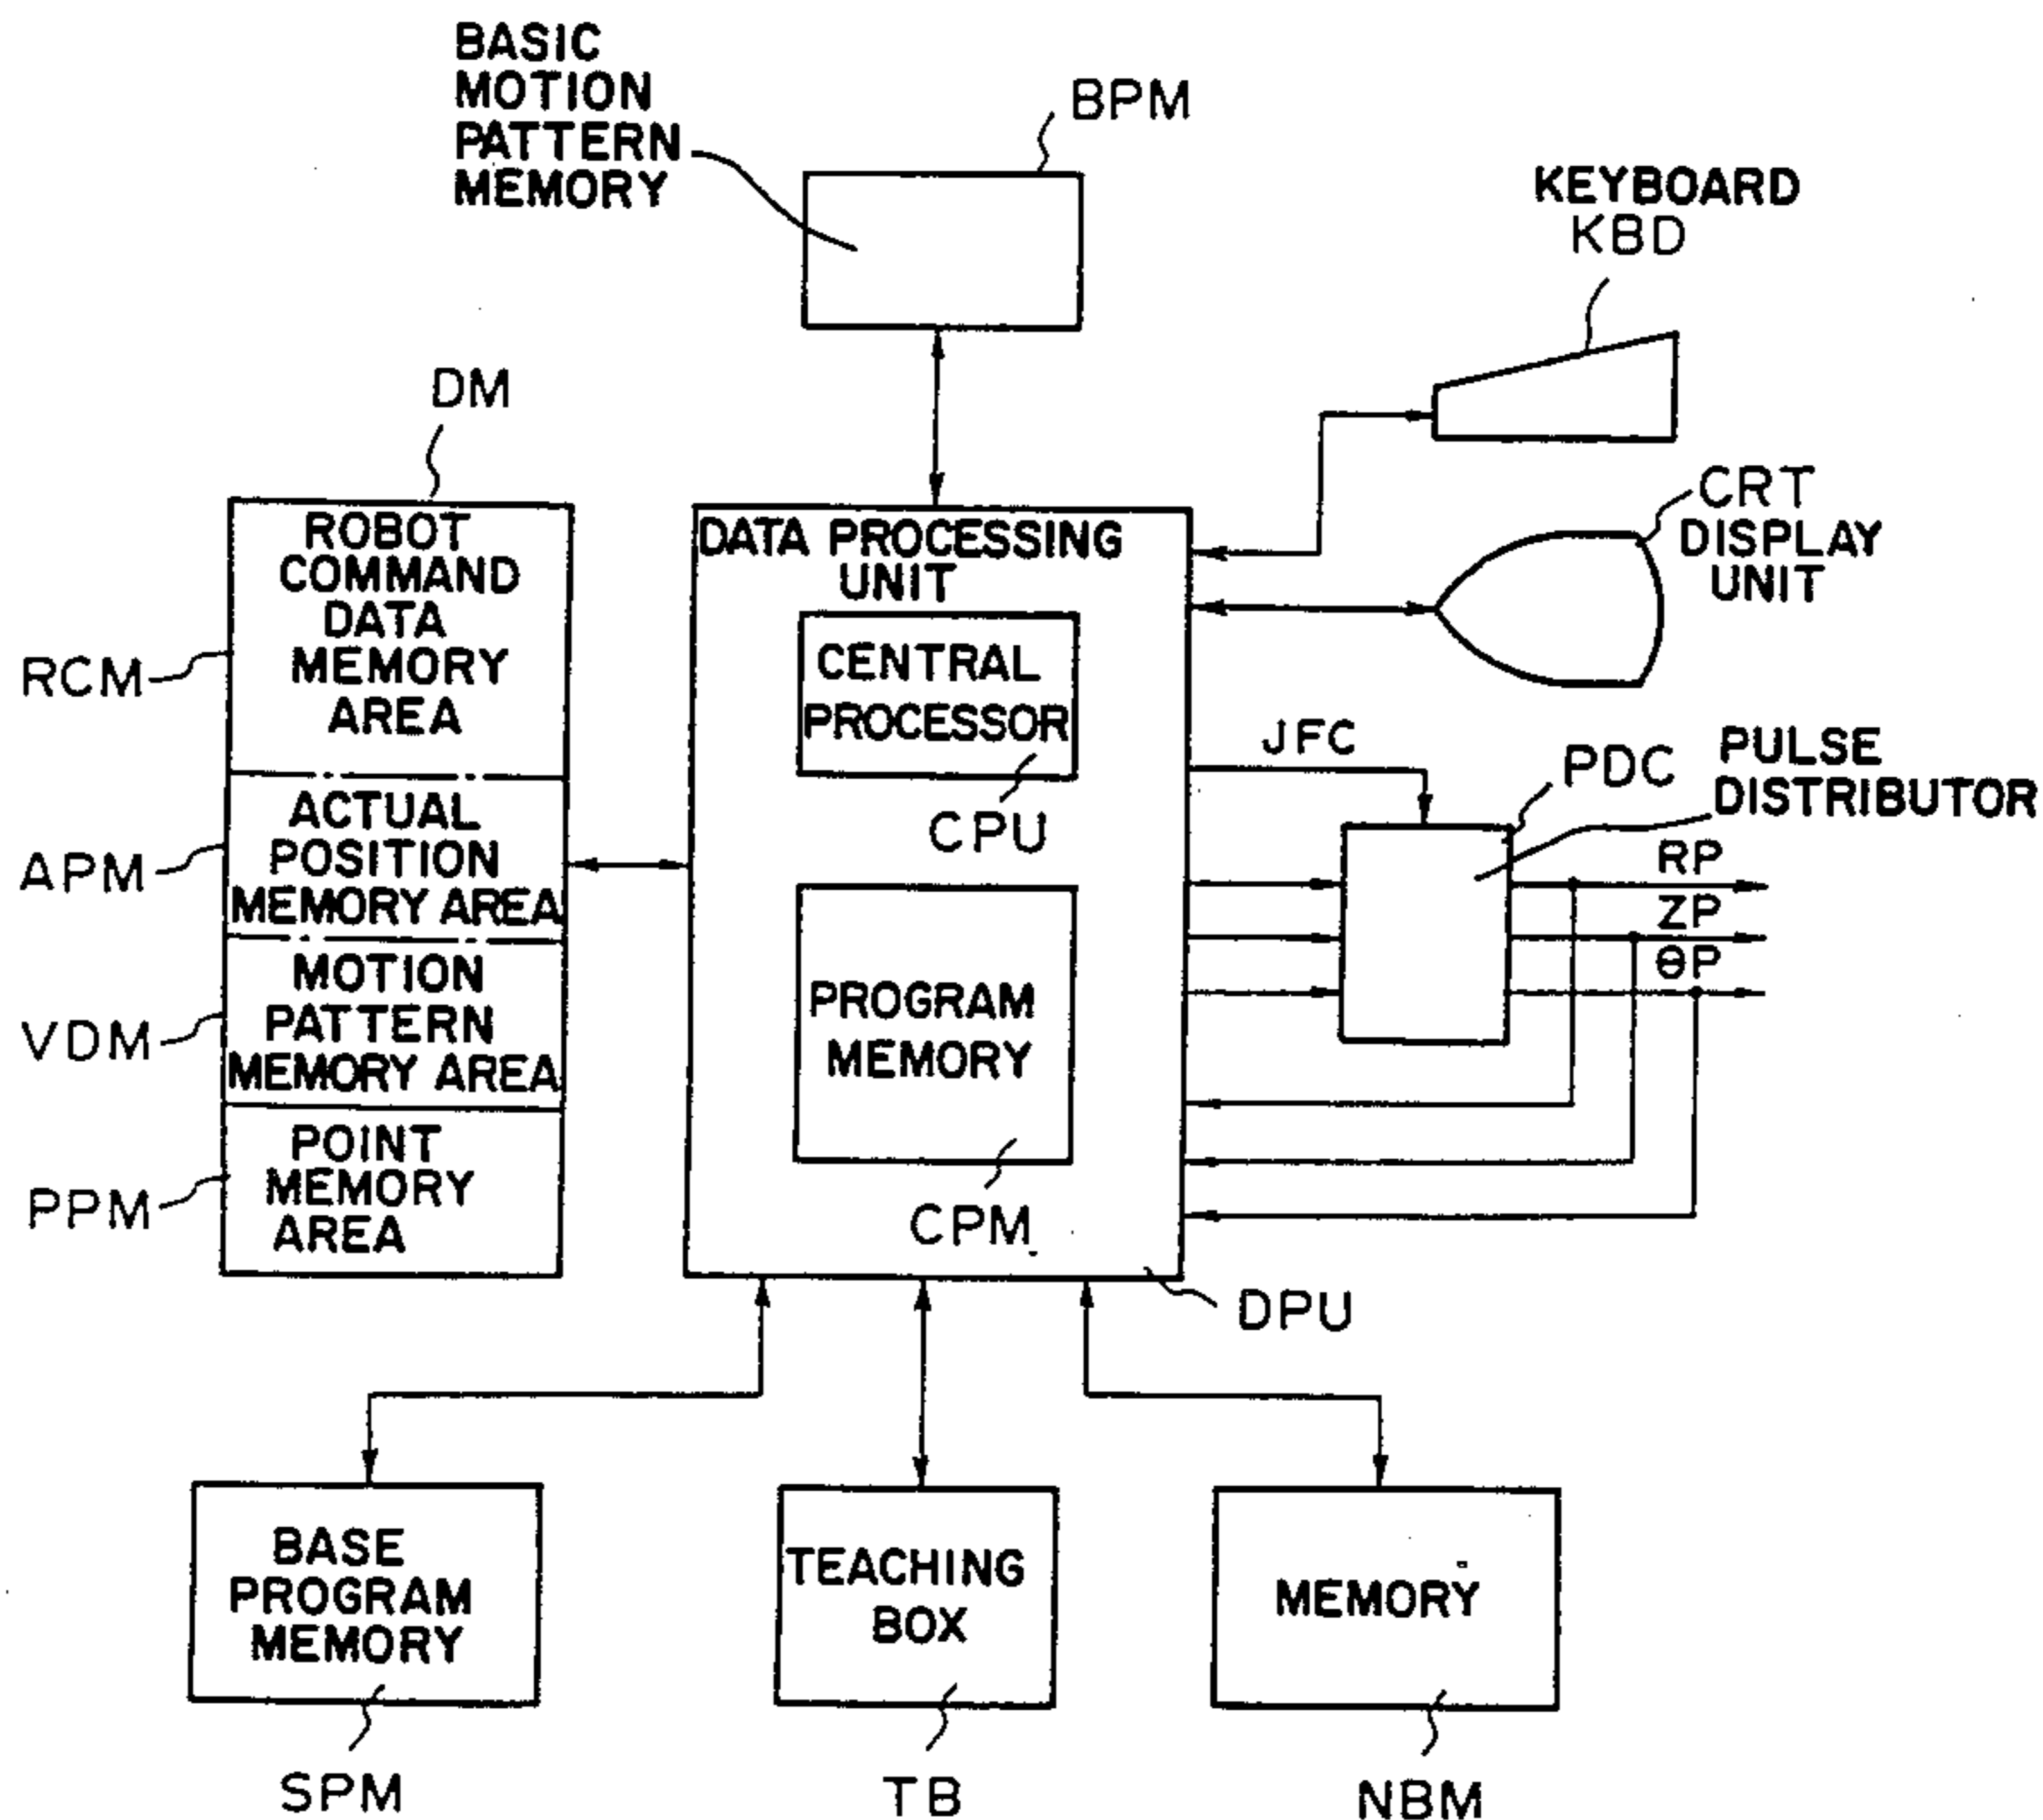 BASIC
MOTION
PATTERN
MEMORY
BPM
KEYBOARD
KBD
DM
CRT
DISPLAY
UNIT
ROBOT
COMMAND
DATA
MEMORY
AREA
RCM
ACTUAL
POSITION
MEMORY AREA
APM
MOTION
PATTERN
MEMORY AREA
VDM
POINT
MEMORY
AREA
PPM
DATA PROCESSING
UNIT
CENTRAL
PROCESSOR
CPU
PROGRAM
MEMORY
CPM
DPU
JFC
PDC
PULSE
DISTRIBUTOR
RP
ZP
ΘP
BASE
PROGRAM
MEMORY
SPM
TEACHING
BOX
TB
MEMORY
NBM